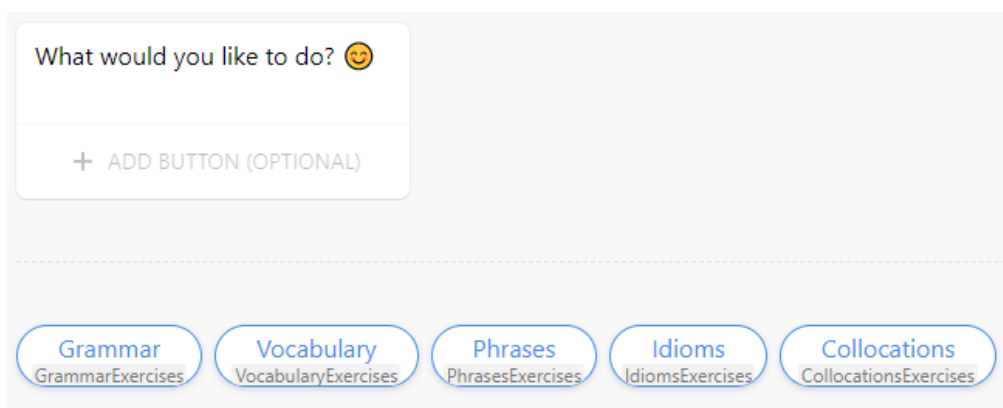 What would you like to do? 😊
+ ADD BUTTON (OPTIONAL)
Grammar Vocabulary Phrases Idioms Collocations
GrammarExercises VocabularyExercises PhrasesExercises IdiomsExercises CollocationsExercises